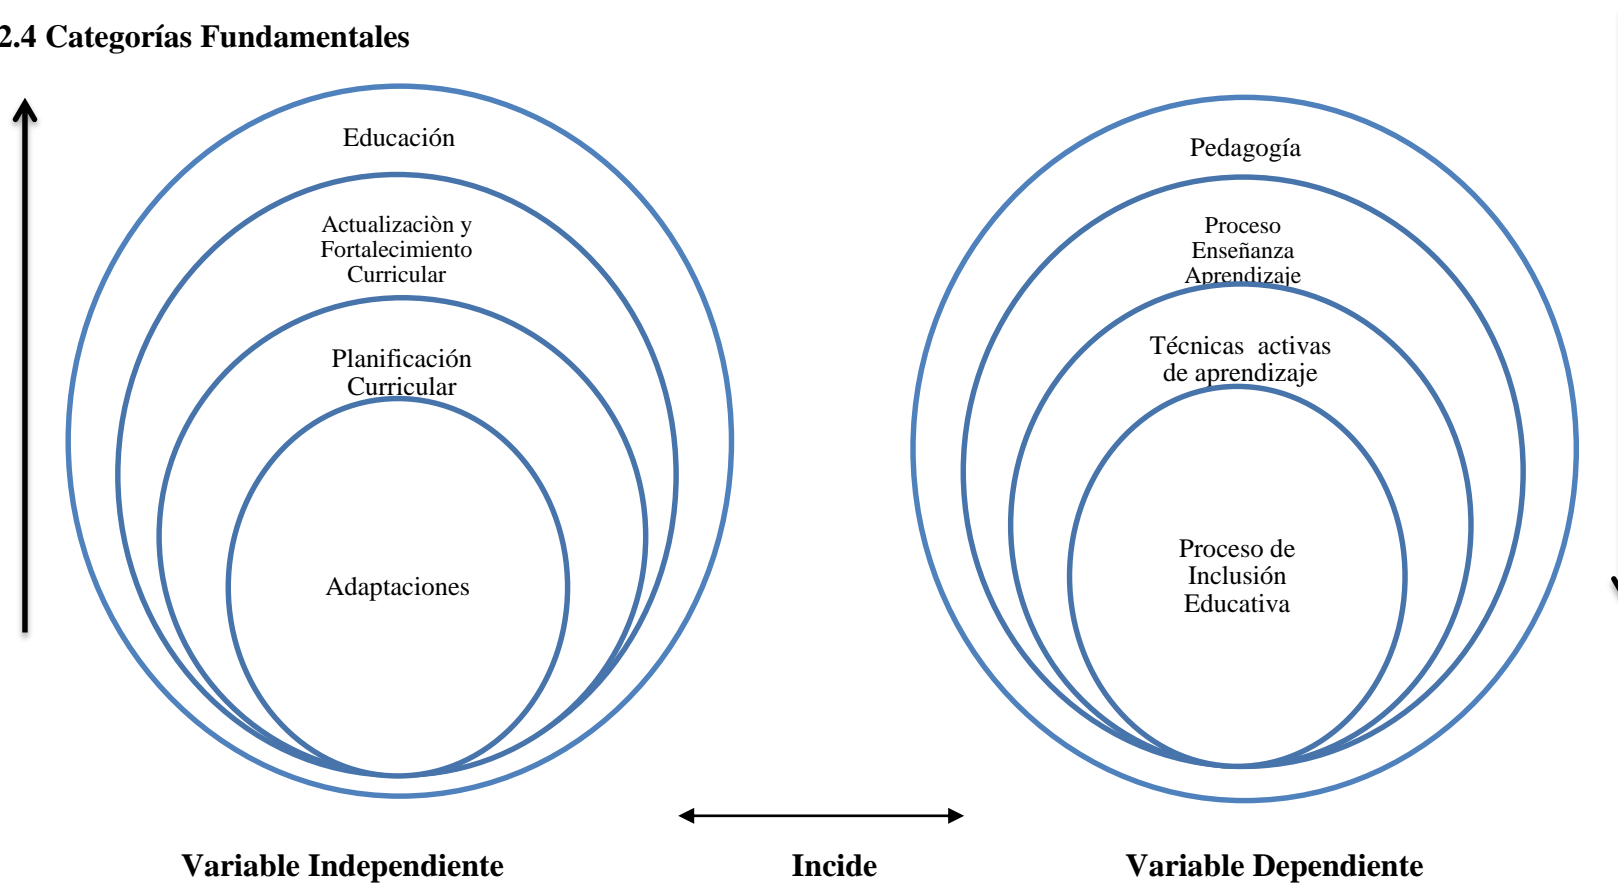 2.4 Categorías Fundamentales
Educación
Actualizaciòn y
Fortalecimiento
Curricular
Planificación
Curricular
Adaptaciones
Pedagogía
Proceso
Enseñanza
Aprendizaje
Técnicas activas
de aprendizaje
Proceso de
Inclusión
Educativa
Variable Independiente
Incide
Variable Dependiente